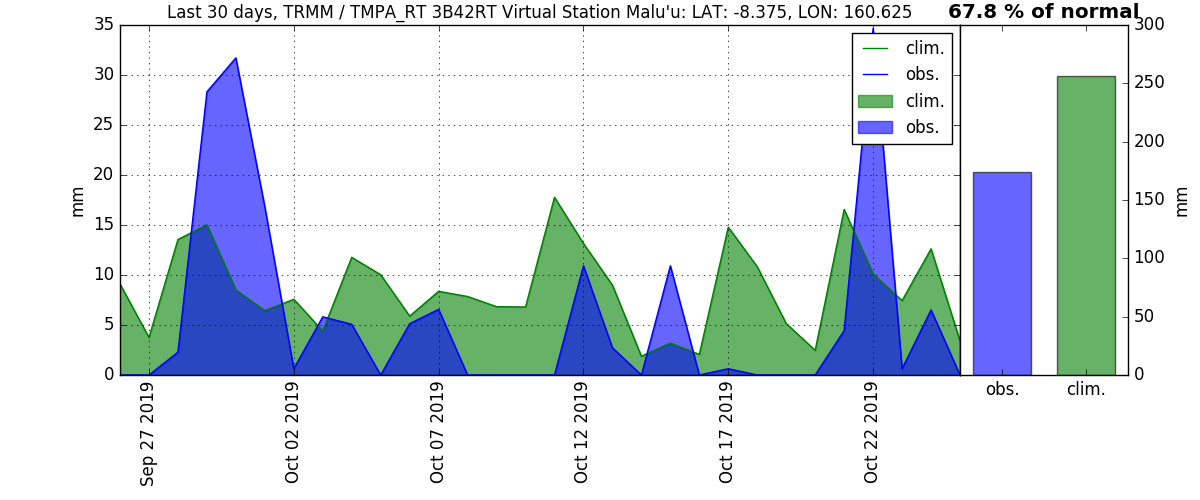 Last 30 days, TRMM / TMPA_RT 3B42RT Virtual Station Malu'u: LAT: -8.375, LON: 160.625
67.8 % of normal
35
30
25
20
15
10
5
0
mm
clim.
obs.
clim.
obs.
Sep 27 2019
Oct 02 2019
Oct 07 2019
Oct 12 2019
Oct 17 2019
Oct 22 2019
300
250
200
150
100
50
0
mm
obs.
clim.